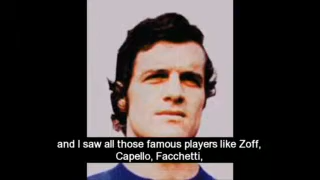 and I saw all those famous players like Zoff,
Capello, Facchetti,